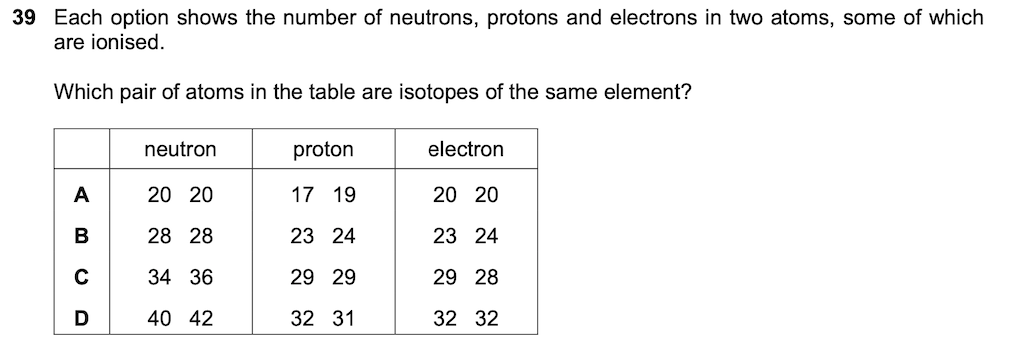 39 Each option shows the number of neutrons, protons and electrons in two atoms, some of which
are ionised.
Which pair of atoms in the table are isotopes of the same element?
neutron proton electron
A 20 20 17 19 20 20
B 28 28 23 24 23 24
C 34 36 29 29 29 28
D 40 42 32 31 32 32